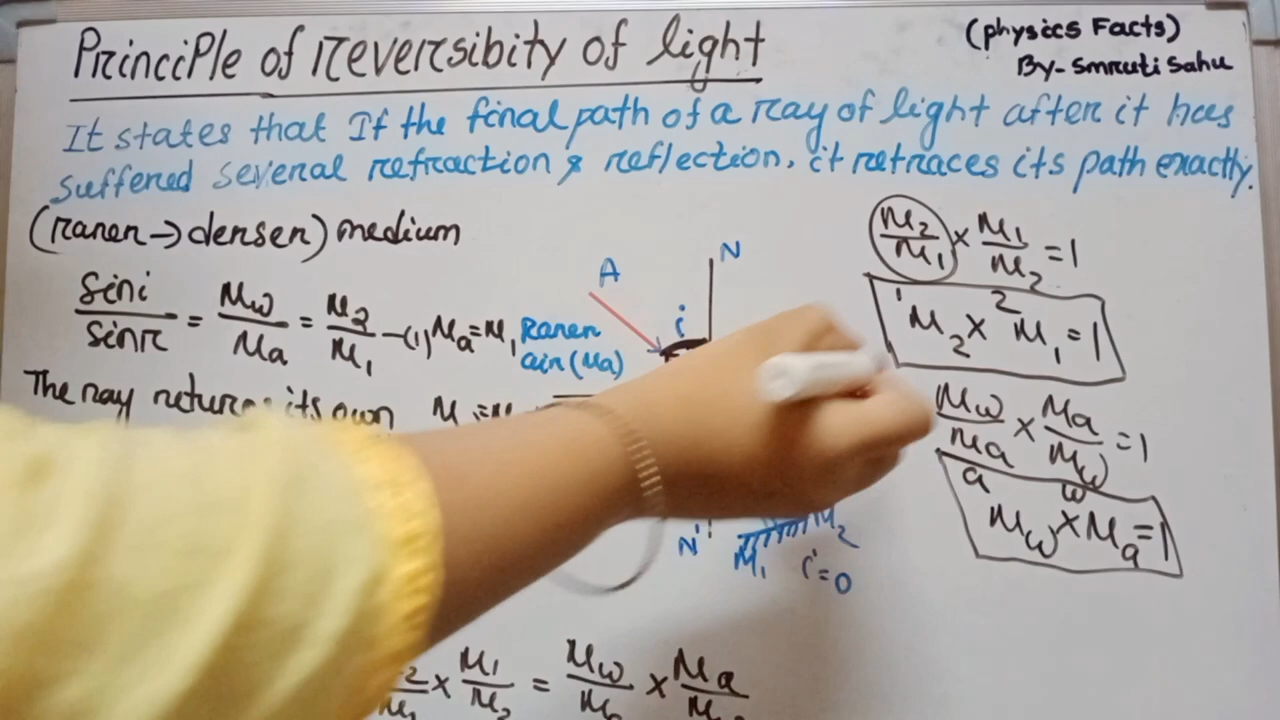 Principle of reversibity of light
(physics Facts)
By-Smruti Sahu
It states that If the final path of a ray of light after it has
suffered several refraction & reflection, it retraces its path exactly.
(rarer→denser) medium
sini/sinr = μw/μa = μ2/μ1 —(1) μa=μ1
The ray returns its own
A
N
i
Rarer
air(μa)
N'
M1
M2
i'=0
μ2/μ1 × μ1/μ2 = 1
¹μ2 × ²μ1 = 1
μw/μa × μa/μw = 1
ᵃμw × ʷμa = 1
× μ1/μ2 = μw/μa × μa